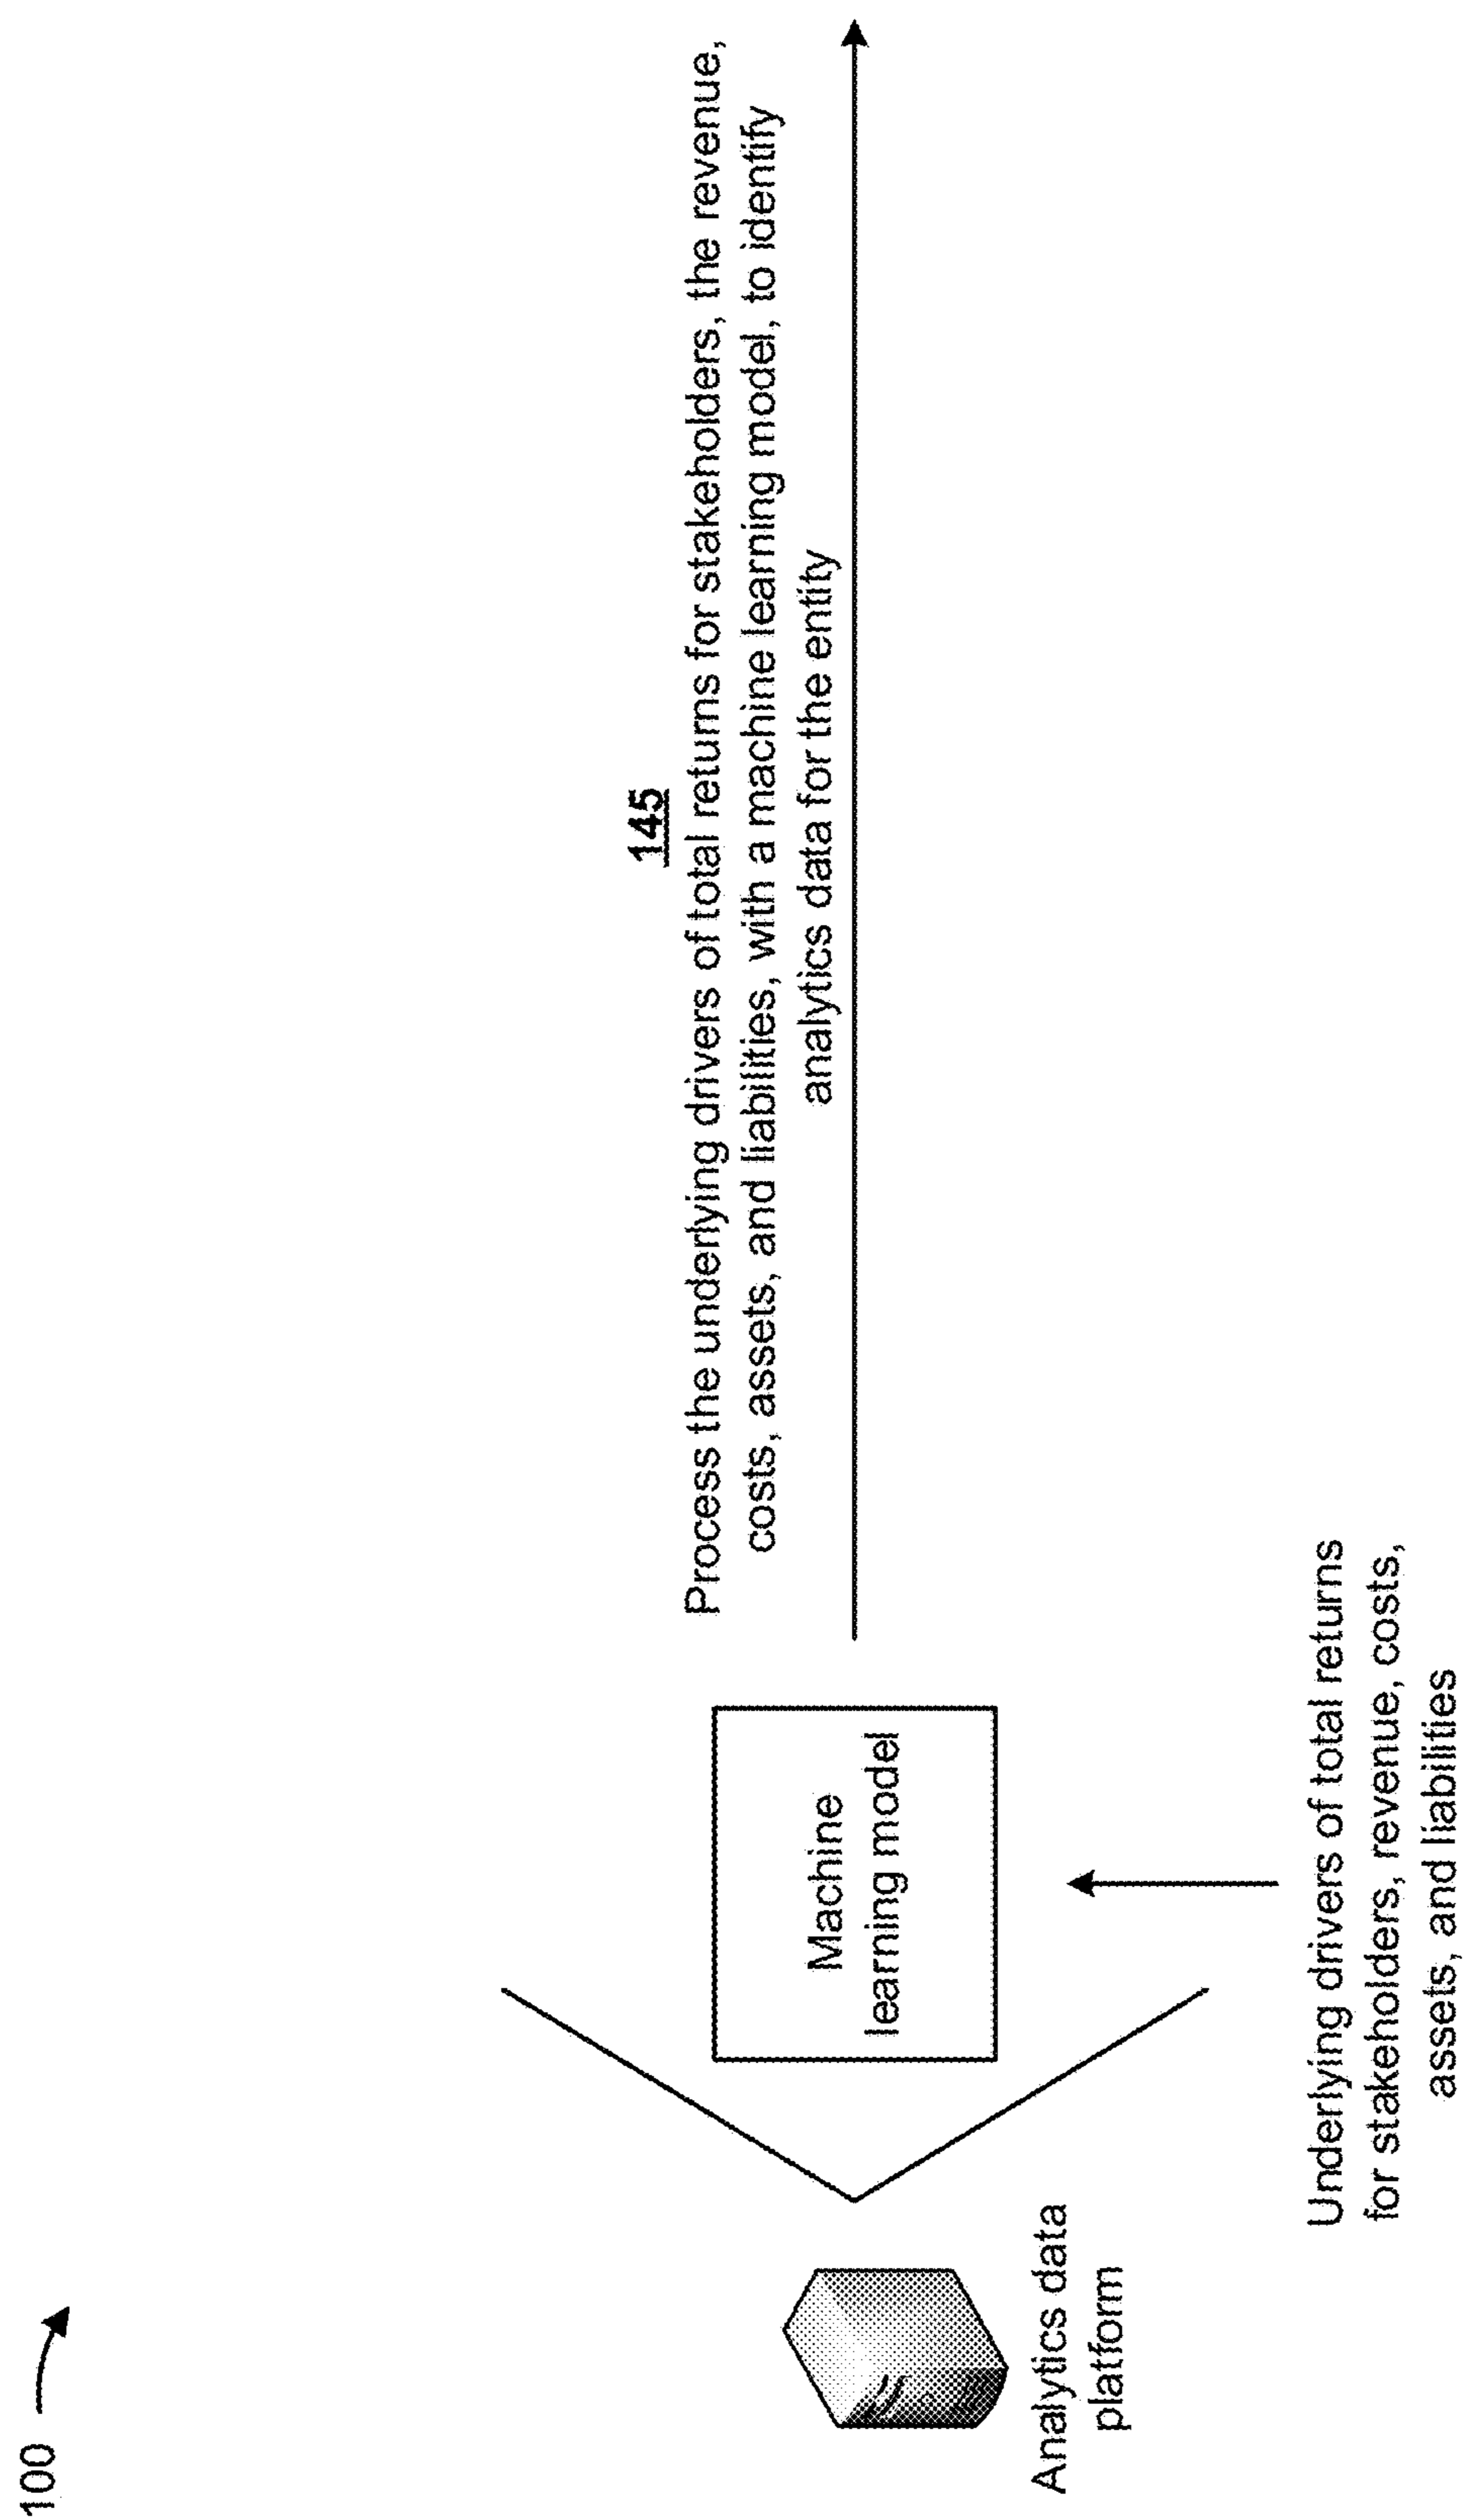 100
145
Process the underlying drivers of total returns for stakeholders, the revenue,
costs, assets, and liabilities, with a machine learning model, to identify
analytics data for the entity
Machine
learning model
Analytics data
platform
Underlying drivers of total returns
for stakeholders, revenue, costs,
assets, and liabilities